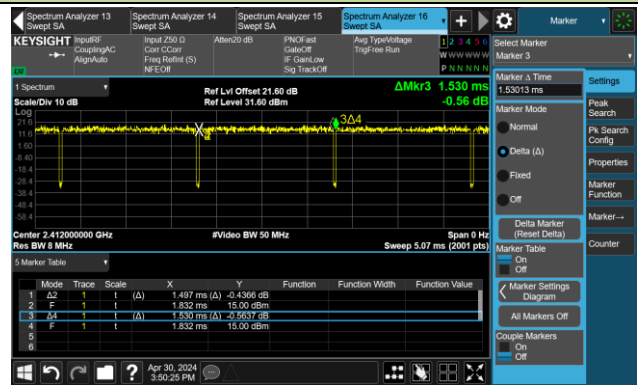 Spectrum Analyzer 13
Swept SA
Spectrum Analyzer 14
Swept SA
Spectrum Analyzer 15
Swept SA
Spectrum Analyzer 16
Swept SA
Marker
KEYSIGHT
Input:RF
Coupling:AC
Align:Auto
Input Z:50 Ω
Corr CCorr
Freq Ref:Int (S)
NFE:Off
Atten:20 dB
PNO:Fast
Gate:Off
IF Gain:Low
Sig Track:Off
Avg Type:Voltage
Trig:Free Run
1 2 3 4 5 6
W W W W W W
P N N N N N
Select Marker
Marker 3
1 Spectrum
Scale/Div 10 dB
Log
Ref Lvl Offset 21.60 dB
Ref Level 31.60 dBm
ΔMkr3 1.530 ms
-0.56 dB
21.6
11.6
1.60
-8.40
-18.4
-28.4
-38.4
-48.4
-58.4
3Δ4
Center 2.412000000 GHz
Res BW 8 MHz
#Video BW 50 MHz
Span 0 Hz
Sweep 5.07 ms (2001 pts)
5 Marker Table
Mode Trace Scale X Y Function Function Width Function Value
1 Δ2 1 t (Δ) 1.497 ms (Δ) -0.4366 dB
2 F 1 t 1.832 ms 15.00 dBm
3 Δ4 1 t (Δ) 1.530 ms (Δ) -0.5637 dB
4 F 1 t 1.832 ms 15.00 dBm
5
6
Marker Δ Time
1.53013 ms
Marker Mode
Normal
Delta (Δ)
Fixed
Off
Delta Marker
(Reset Delta)
Marker Table
On
Off
Marker Settings
Diagram
All Markers Off
Couple Markers
On
Off
Settings
Peak
Search
Pk Search
Config
Properties
Marker
Function
Marker→
Counter
Apr 30, 2024
3:50:25 PM